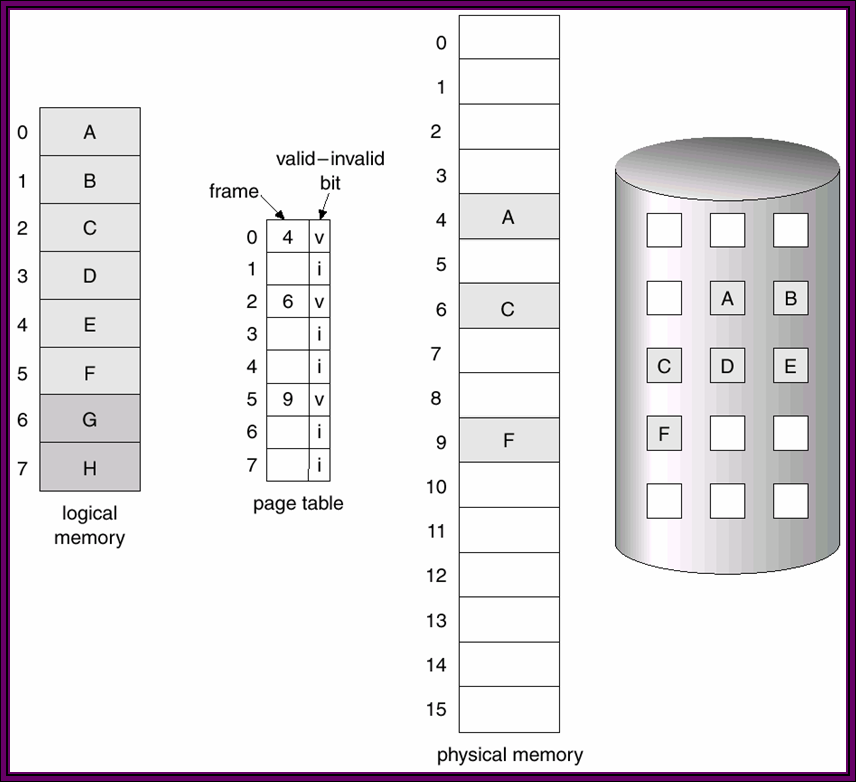 0 A
1 B
2 C
3 D
4 E
5 F
6 G
7 H
logical
memory
valid–invalid
bit
frame
0 4 v
1 i
2 6 v
3 i
4 i
5 9 v
6 i
7 i
page table
0
1
2
3
4 A
5
6 C
7
8
9 F
10
11
12
13
14
15
physical memory
A B
C D E
F